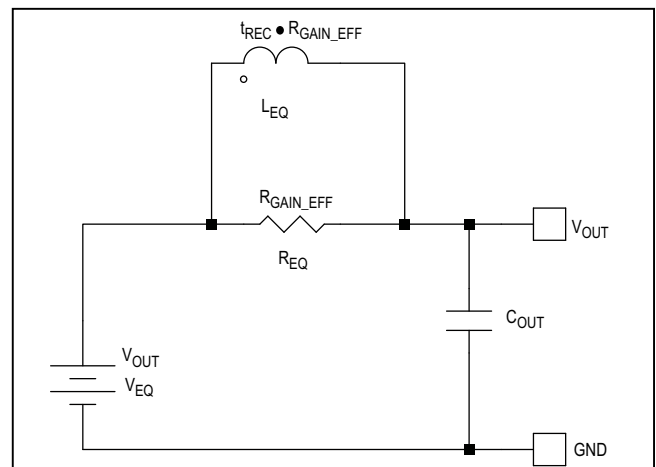 tREC • RGAIN_EFF
LEQ
RGAIN_EFF
REQ
VOUT
COUT
VOUT
VEQ
GND